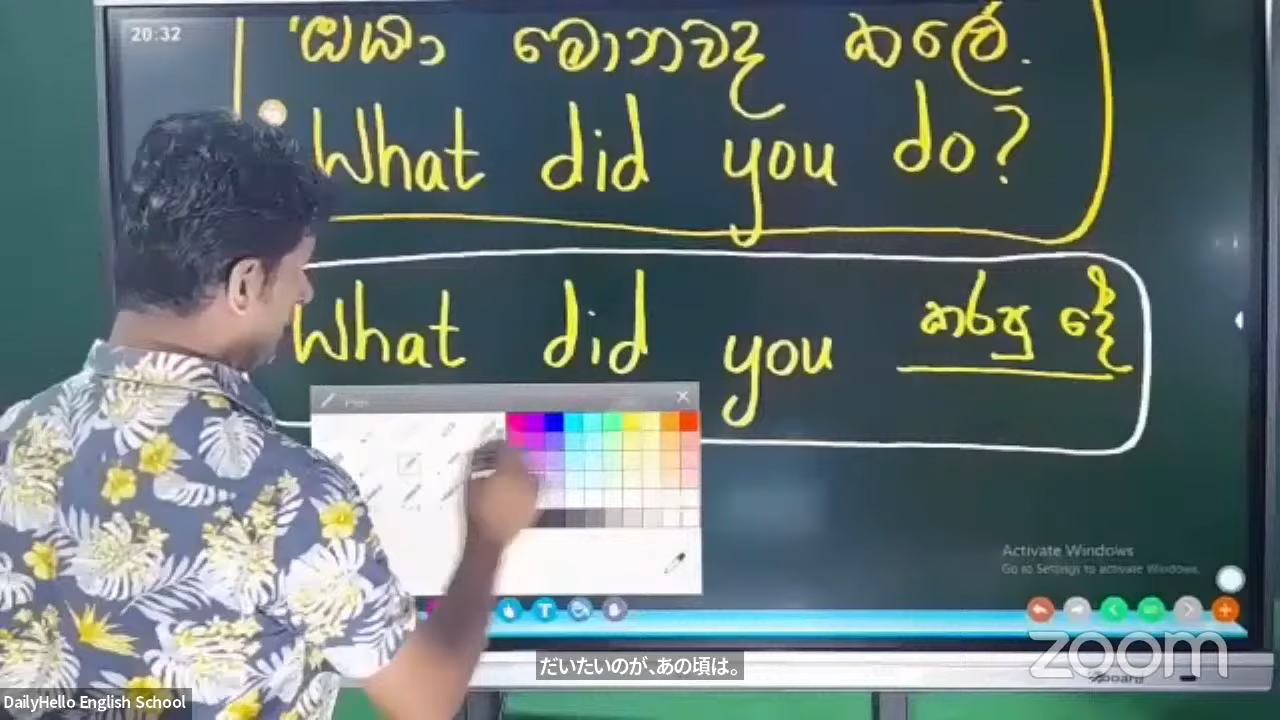 20:32
ඔයා මොනවද කලේ.
What did you do?
What did you කරපු දේ
Pen
Activate Windows
Go to Settings to activate Windows.
zoom
だいたいのが、あの頃は。
DailyHello English School